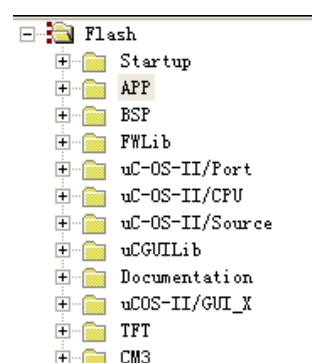 Flash
Startup
APP
BSP
FWLib
uC-OS-II/Port
uC-OS-II/CPU
uC-OS-II/Source
uCGUILib
Documentation
uCOS-II/GUI_X
TFT
CM3